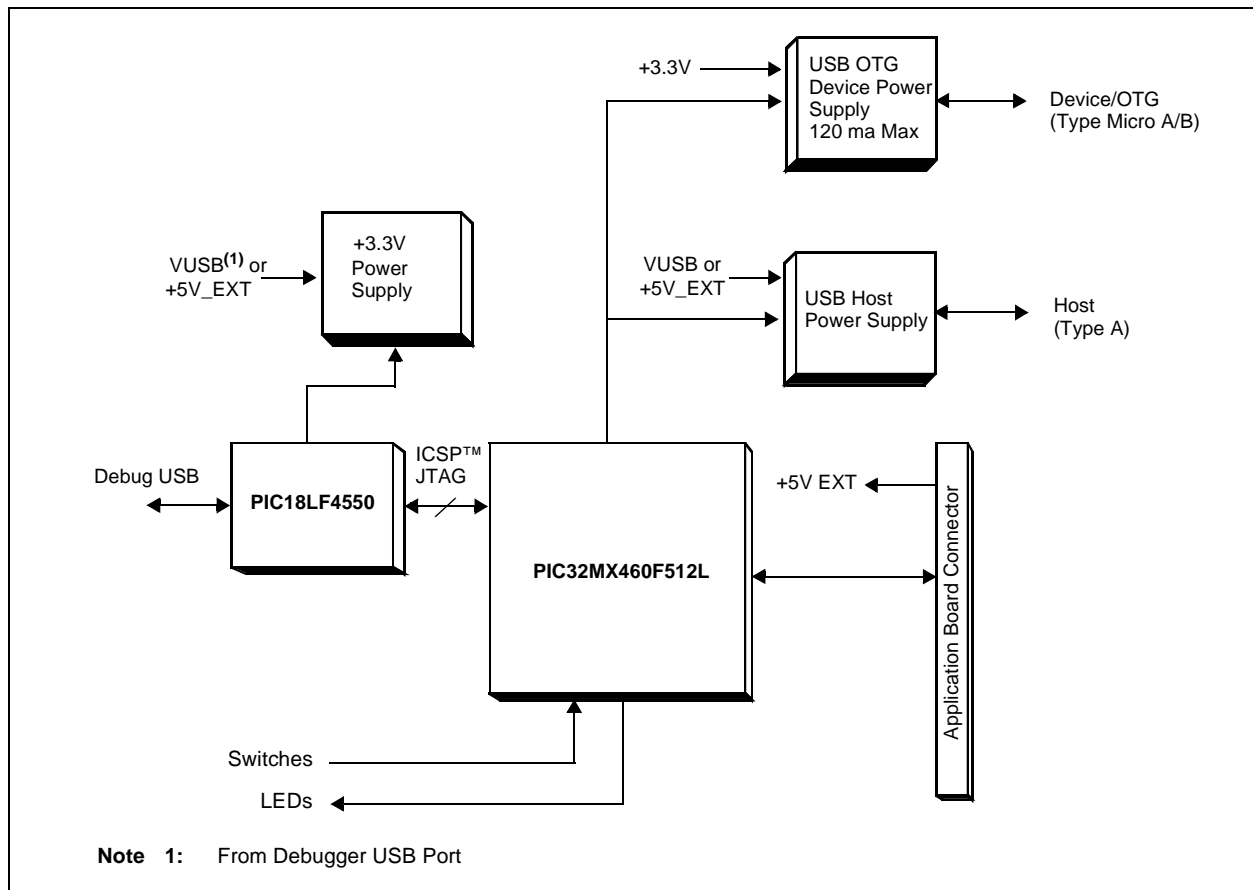 +3.3V
USB OTG
Device Power
Supply
120 ma Max
Device/OTG
(Type Micro A/B)
+3.3V
Power
Supply
VUSB(1) or
+5V_EXT
VUSB or
+5V_EXT
USB Host
Power Supply
Host
(Type A)
Debug USB
PIC18LF4550
ICSP™
JTAG
PIC32MX460F512L
+5V EXT
Application Board Connector
Switches
LEDs
Note 1: From Debugger USB Port